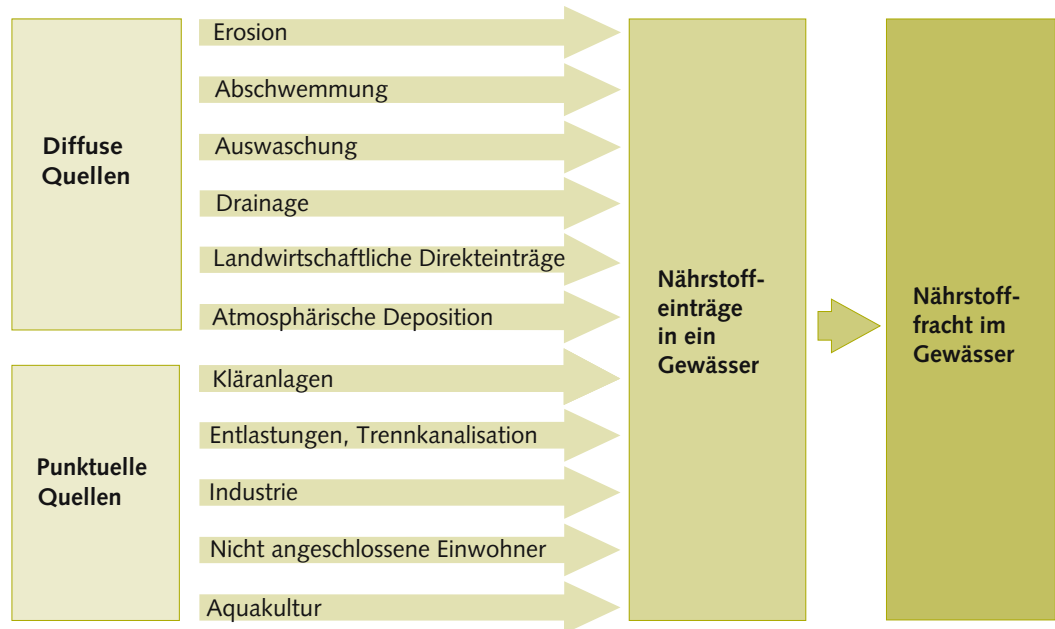 Diffuse
Quellen
Erosion
Abschwemmung
Auswaschung
Drainage
Landwirtschaftliche Direkteinträge
Atmosphärische Deposition
Punktuelle
Quellen
Kläranlagen
Entlastungen, Trennkanalisation
Industrie
Nicht angeschlossene Einwohner
Aquakultur
Nährstoff-
einträge
in ein
Gewässer
Nährstoff-
fracht im
Gewässer